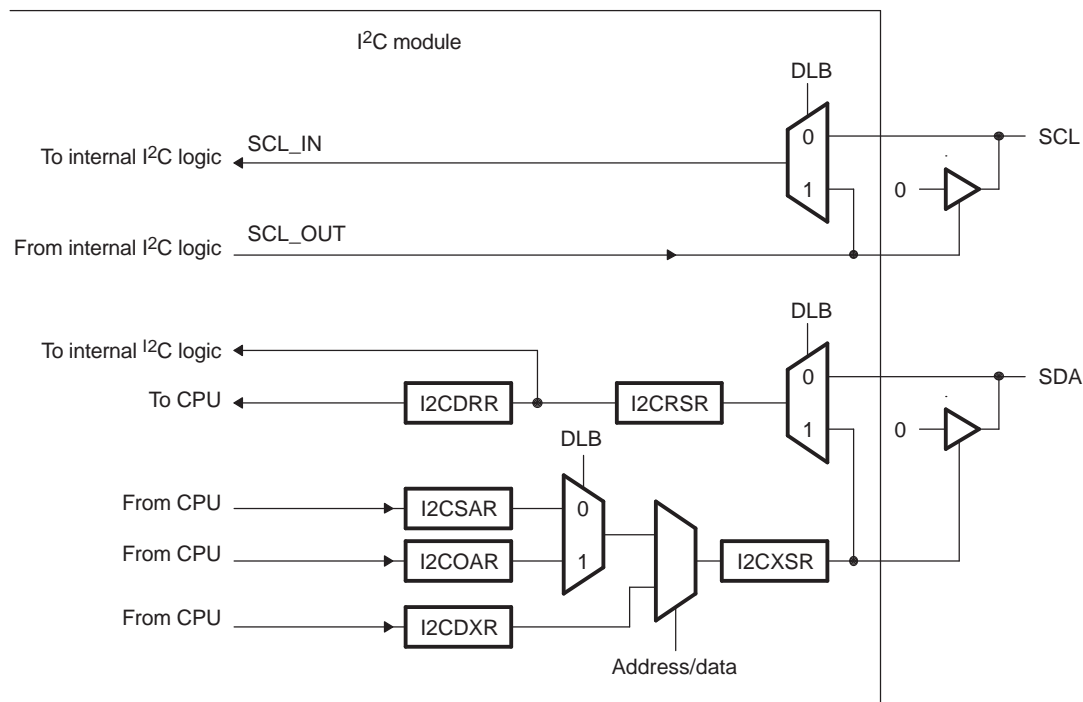 I2C module
DLB
0
SCL
To internal I2C logic
SCL_IN
1
0
From internal I2C logic
SCL_OUT
DLB
To internal I2C logic
0
SDA
To CPU
I2CDRR
I2CRSR
1
0
DLB
From CPU
I2CSAR
0
From CPU
I2COAR
1
I2CXSR
From CPU
I2CDXR
Address/data